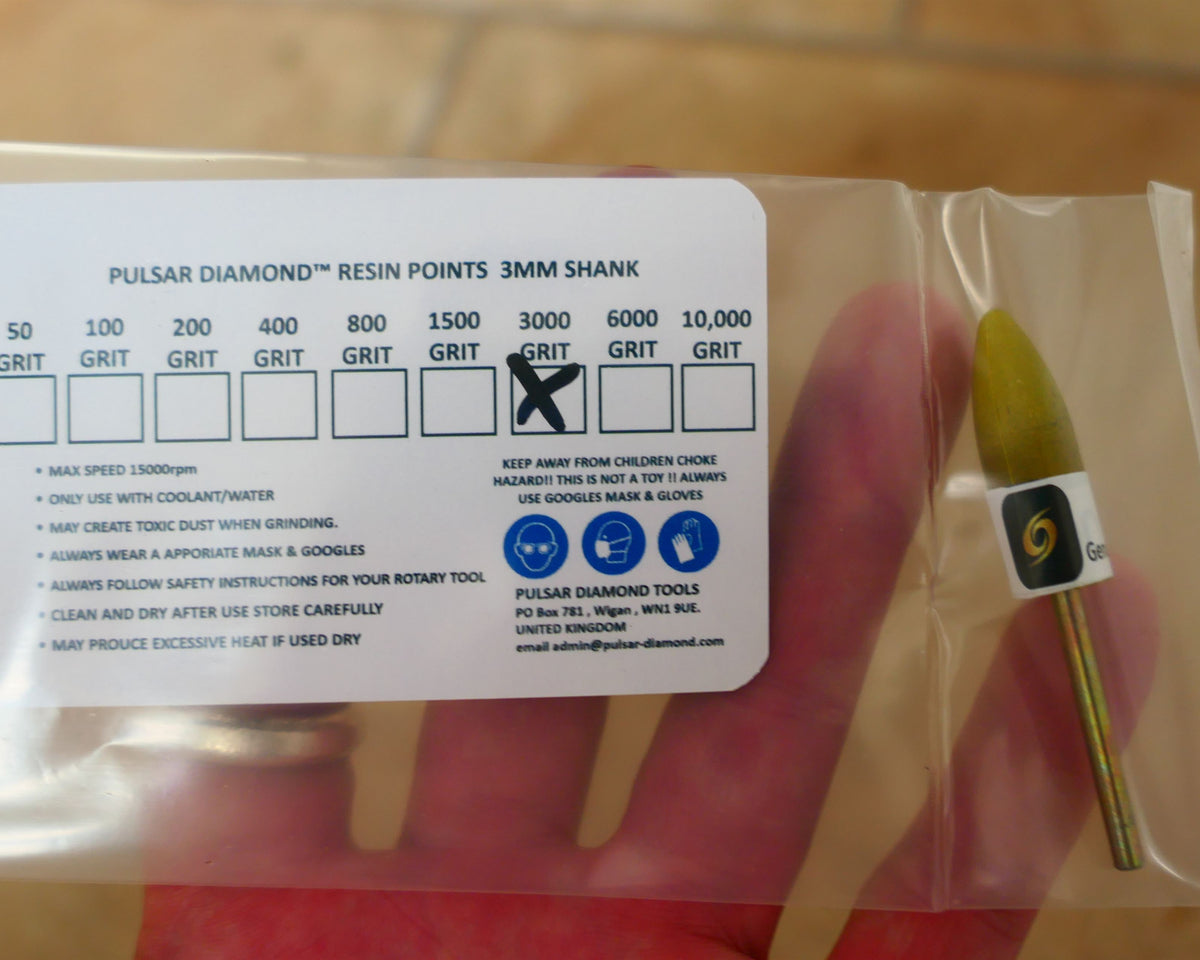 PULSAR DIAMOND™ RESIN POINTS 3MM SHANK
50 100 200 400 800 1500 3000 6000 10,000
GRIT GRIT GRIT GRIT GRIT GRIT GRIT GRIT GRIT
X
• MAX SPEED 15000rpm
• ONLY USE WITH COOLANT/WATER
• MAY CREATE TOXIC DUST WHEN GRINDING.
• ALWAYS WEAR A APPORIATE MASK & GOOGLES
• ALWAYS FOLLOW SAFETY INSTRUCTIONS FOR YOUR ROTARY TOOL
• CLEAN AND DRY AFTER USE STORE CAREFULLY
• MAY PROUCE EXCESSIVE HEAT IF USED DRY
KEEP AWAY FROM CHILDREN CHOKE
HAZARD!! THIS IS NOT A TOY !! ALWAYS
USE GOOGLES MASK & GLOVES
PULSAR DIAMOND TOOLS
PO Box 781 , Wigan , WN1 9UE.
UNITED KINGDOM
email admin@pulsar-diamond.com